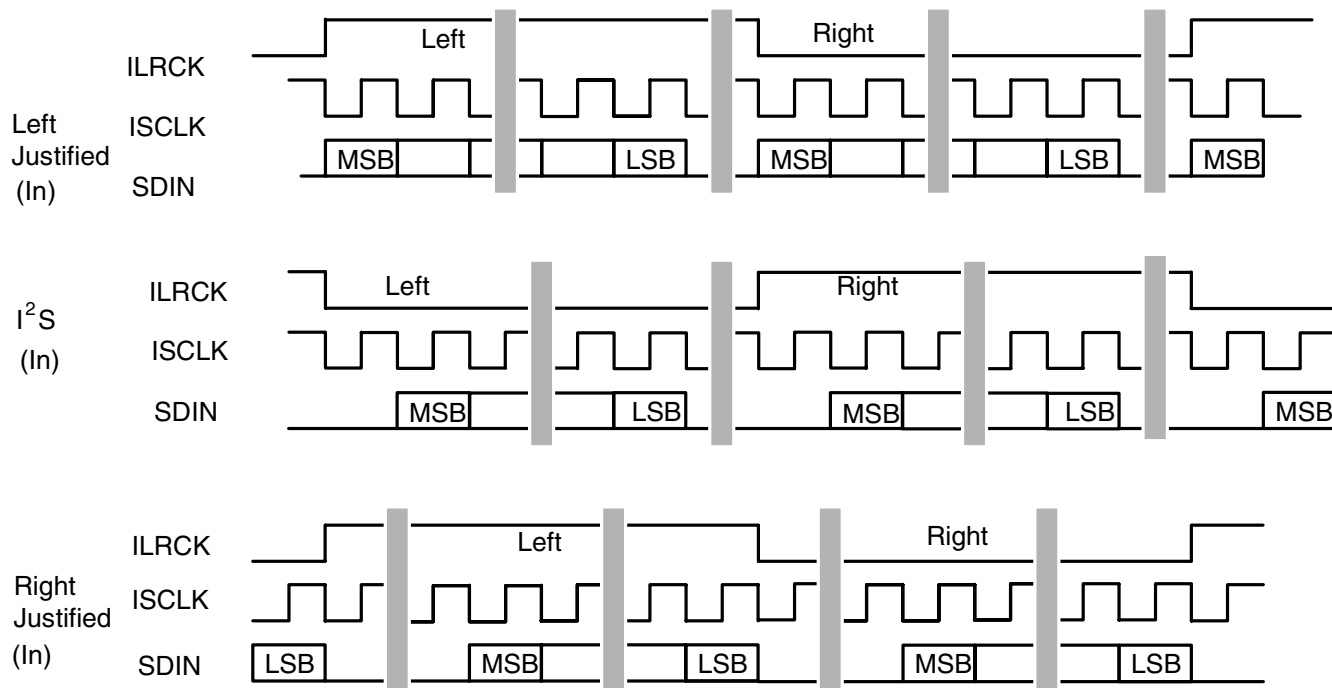 Left Right
ILRCK
ISCLK
Left
Justified
(In)
MSB LSB MSB LSB MSB
SDIN
Left Right
ILRCK
I²S
(In)
ISCLK
SDIN
MSB LSB MSB LSB MSB
Left Right
ILRCK
Right
Justified
(In)
ISCLK
SDIN
LSB MSB LSB MSB LSB